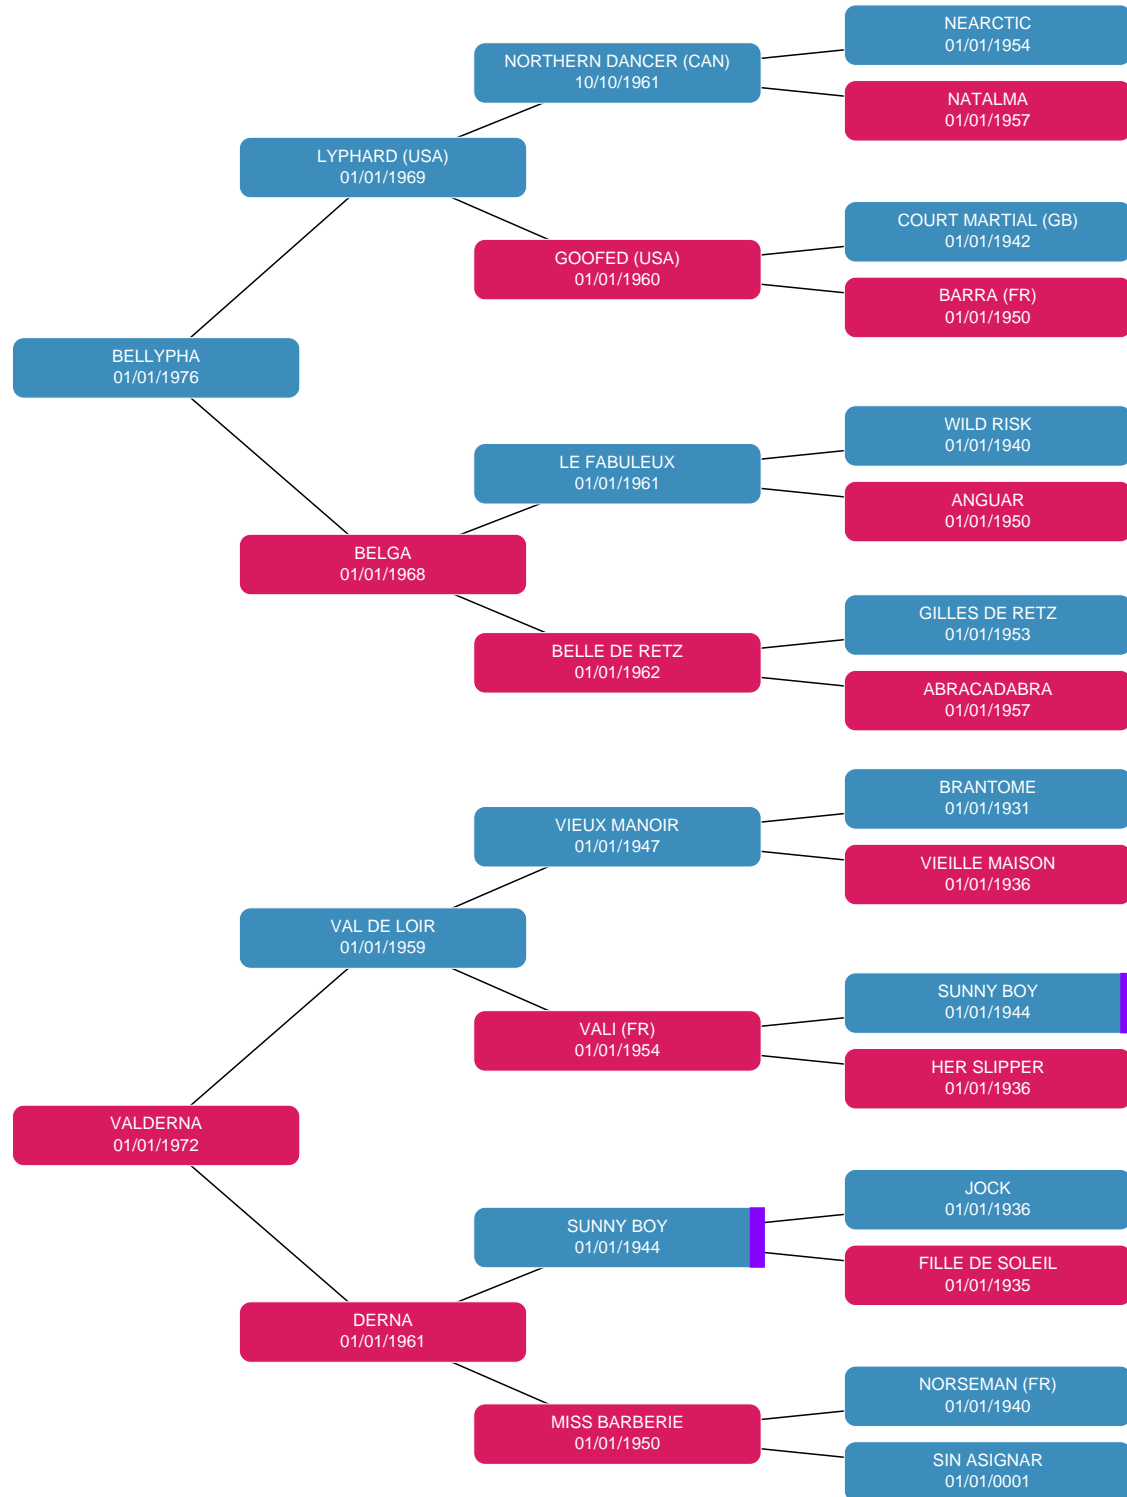 NEARCTIC
01/01/1954
NORTHERN DANCER (CAN)
10/10/1961
NATALMA
01/01/1957
LYPHARD (USA)
01/01/1969
COURT MARTIAL (GB)
01/01/1942
GOOFED (USA)
01/01/1960
BARRA (FR)
01/01/1950
BELLYPHA
01/01/1976
WILD RISK
01/01/1940
LE FABULEUX
01/01/1961
ANGUAR
01/01/1950
BELGA
01/01/1968
GILLES DE RETZ
01/01/1953
BELLE DE RETZ
01/01/1962
ABRACADABRA
01/01/1957
BRANTOME
01/01/1931
VIEUX MANOIR
01/01/1947
VIEILLE MAISON
01/01/1936
VAL DE LOIR
01/01/1959
SUNNY BOY
01/01/1944
VALI (FR)
01/01/1954
HER SLIPPER
01/01/1936
VALDERNA
01/01/1972
JOCK
01/01/1936
SUNNY BOY
01/01/1944
FILLE DE SOLEIL
01/01/1935
DERNA
01/01/1961
NORSEMAN (FR)
01/01/1940
MISS BARBERIE
01/01/1950
SIN ASIGNAR
01/01/0001